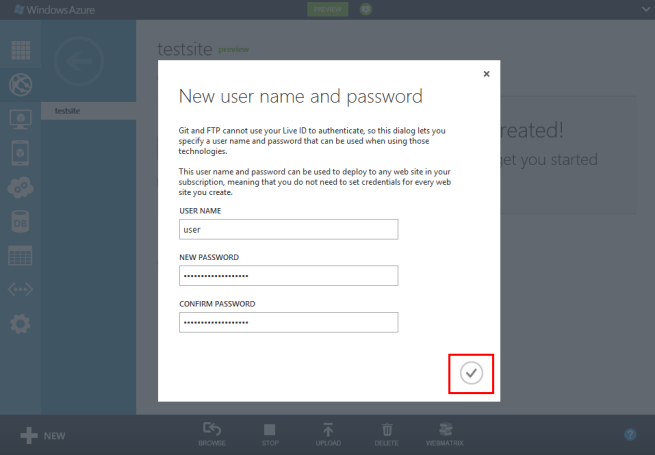 Windows Azure
PREVIEW
testsite preview
testsite
New user name and password
Git and FTP cannot use your Live ID to authenticate, so this dialog lets you
specify a user name and password that can be used when using those
technologies.
This user name and password can be used to deploy to any web site in your
subscription, meaning that you do not need to set credentials for every web
site you create.
USER NAME
user
NEW PASSWORD
•••••••••••••••••••
CONFIRM PASSWORD
•••••••••••••••••••
reated!
get you started
DB
NEW
BROWSE
STOP
UPLOAD
DELETE
WEBMATRIX
?